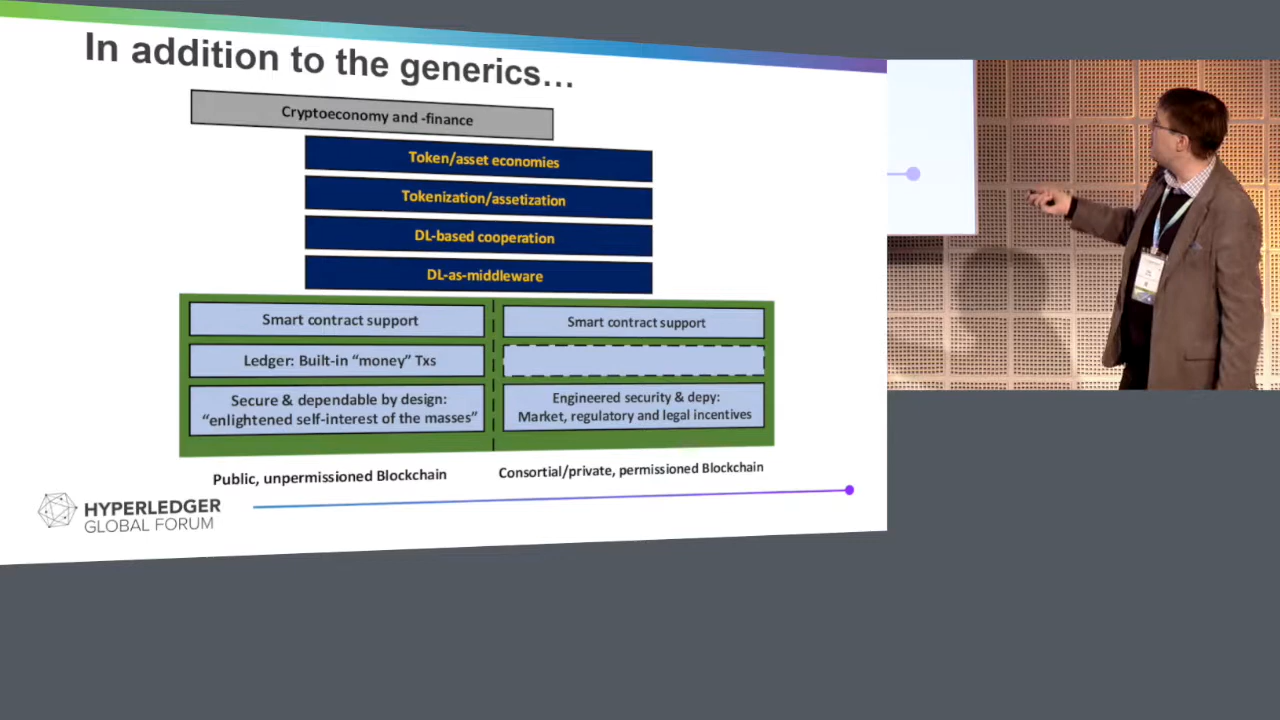 In addition to the generics…
Cryptoeconomy and -finance
Token/asset economies
Tokenization/assetization
DL-based cooperation
DL-as-middleware
Smart contract support
Ledger: Built-in “money” Txs
Secure & dependable by design:
“enlightened self-interest of the masses”
Smart contract support
Engineered security & depy:
Market, regulatory and legal incentives
Public, unpermissioned Blockchain
Consortial/private, permissioned Blockchain
HYPERLEDGER
GLOBAL FORUM